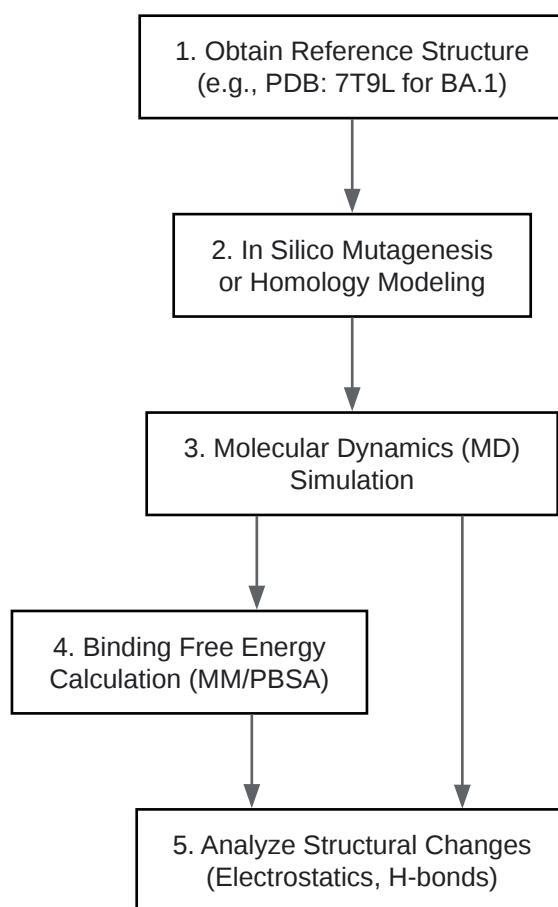 1. Obtain Reference Structure
(e.g., PDB: 7T9L for BA.1)
2. In Silico Mutagenesis
or Homology Modeling
3. Molecular Dynamics (MD)
Simulation
4. Binding Free Energy
Calculation (MM/PBSA)
5. Analyze Structural Changes
(Electrostatics, H-bonds)